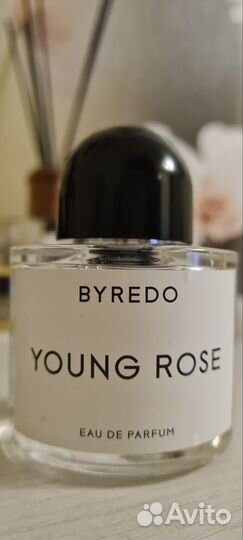 BYREDO
YOUNG ROSE
EAU DE PARFUM
Avito